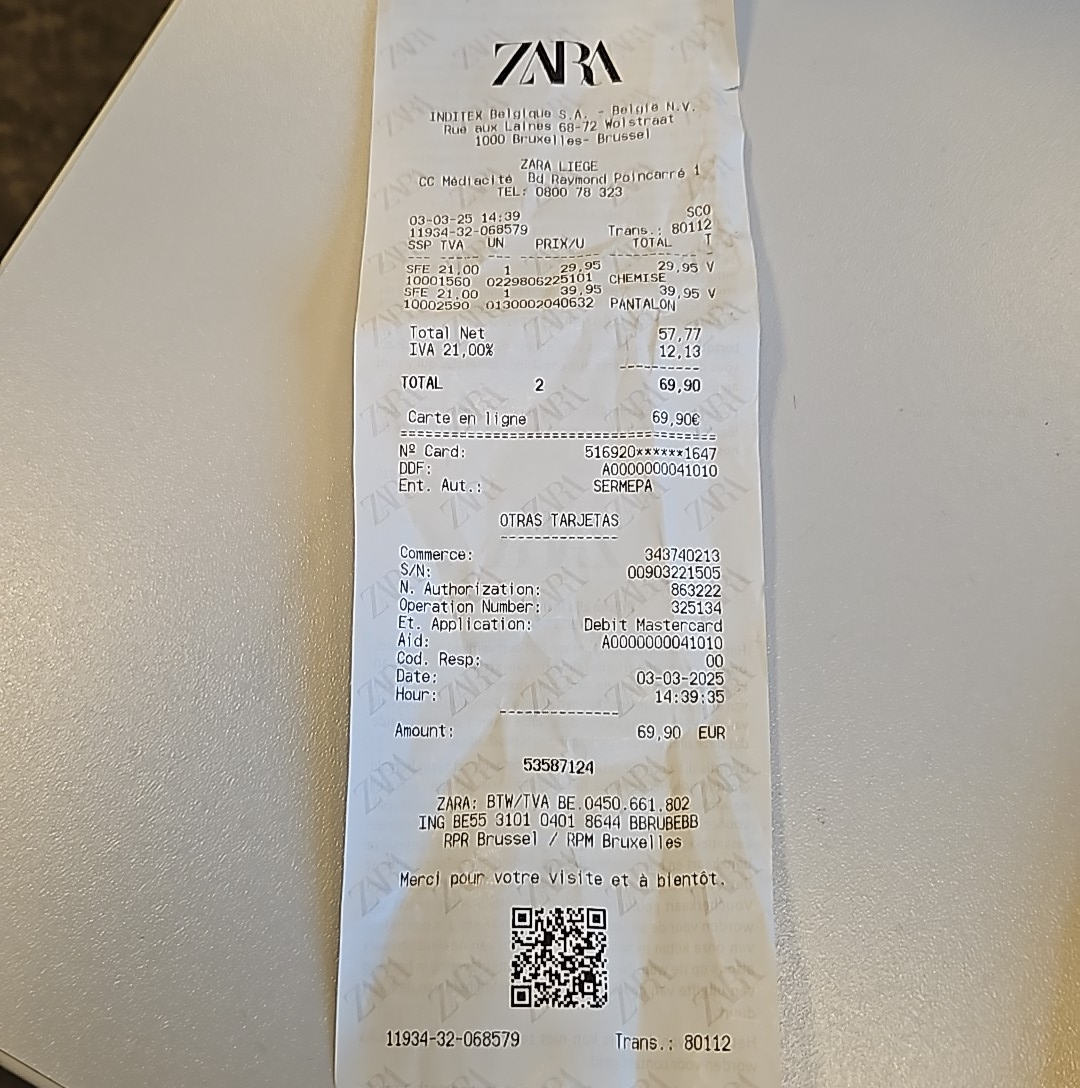 ZARA
INDITEX Belgique S.A. - Belgie N.V.
Rue aux Laines 68-72 Wolstraat
1000 Bruxelles- Brussel
ZARA LIEGE
CC Médiacité Bd Raymond Poincarré 1
TEL: 0800 78 323
03-03-25 14:39 SCO
11934-32-068579 Trans.: 80112
SSP TVA UN PRIX/U TOTAL T
--- ------ --- ---------- ---------- -
SFE 21,00 1 29,95 29,95 V
10001560 0229806225101 CHEMISE
SFE 21,00 1 39,95 39,95 V
10002590 0130002040632 PANTALON
Total Net 57,77
IVA 21,00% 12,13
----------
TOTAL 2 69,90
Carte en ligne 69,90€
========================================
Nº Card: 516920******1647
DDF: A0000000041010
Ent. Aut.: SERMEPA
OTRAS TARJETAS
--------------
Commerce: 343740213
S/N: 00903221505
N. Authorization: 863222
Operation Number: 325134
Et. Application: Debit Mastercard
Aid: A0000000041010
Cod. Resp: 00
Date: 03-03-2025
Hour: 14:39:35
--------------
Amount: 69,90 EUR
53587124
ZARA: BTW/TVA BE.0450.661.802
ING BE55 3101 0401 8644 BBRUBEBB
RPR Brussel / RPM Bruxelles
Merci pour votre visite et à bientôt.
11934-32-068579 Trans.: 80112